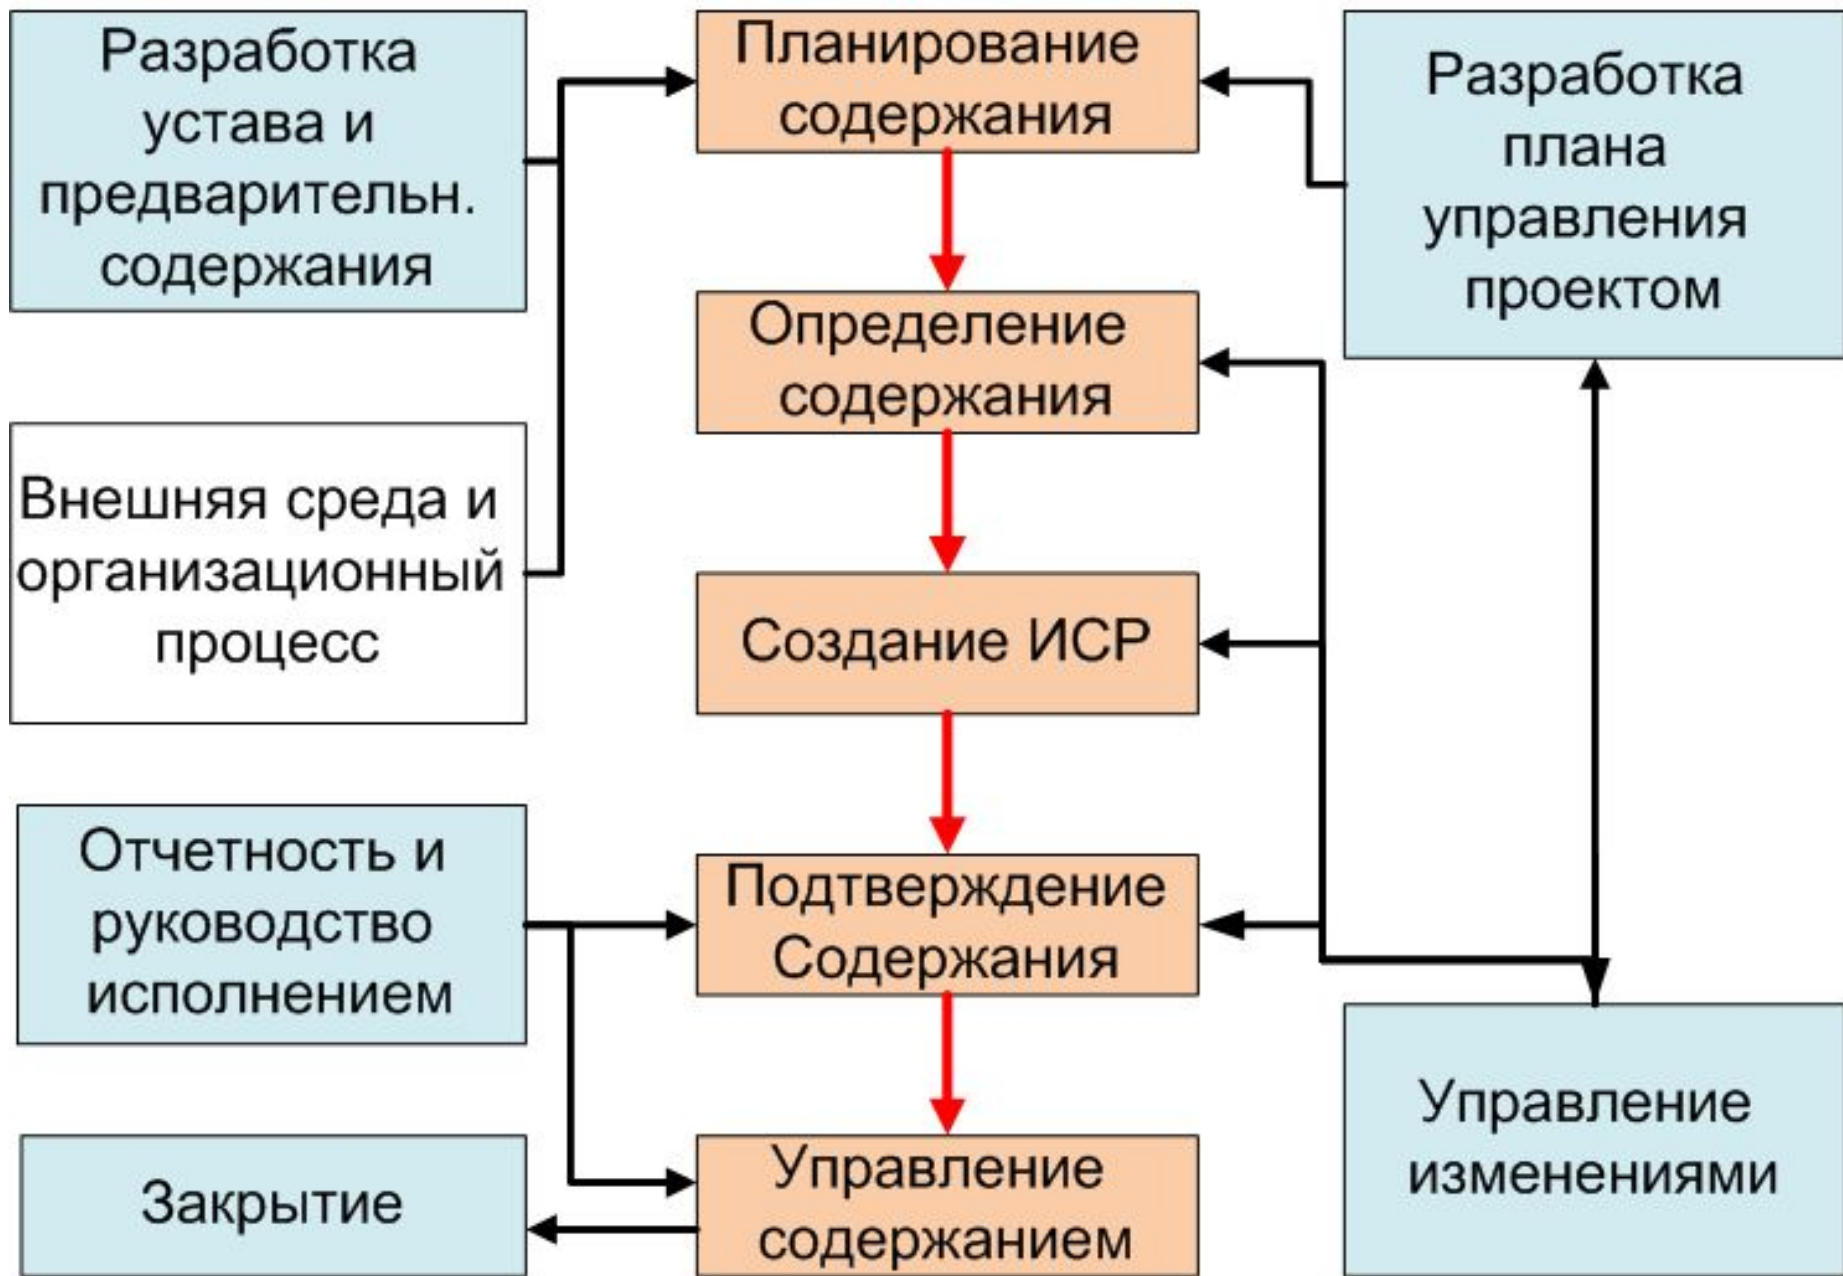 Разработка
устава и
предварительн.
содержания
Планирование
содержания
Разработка
плана
управления
проектом
Определение
содержания
Внешняя среда и
организационный
процесс
Создание ИСР
Отчетность и
руководство
исполнением
Подтверждение
Содержания
Управление
изменениями
Закрытие
Управление
содержанием